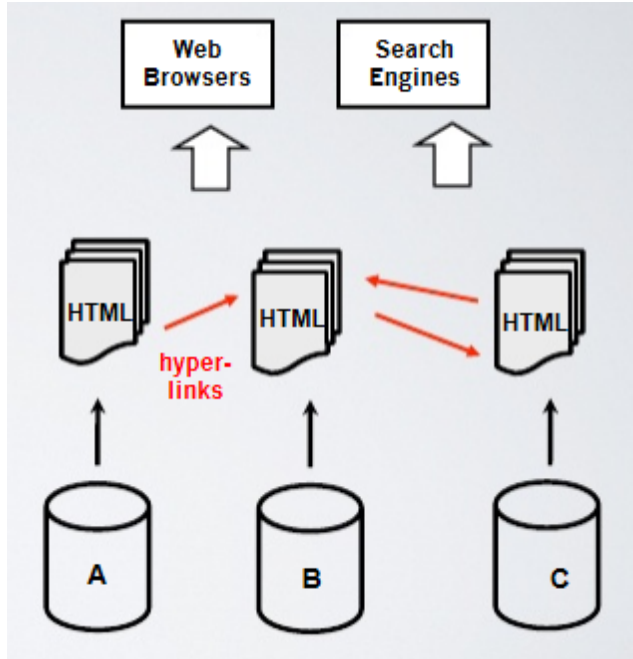 Web
Browsers
Search
Engines
HTML
HTML
HTML
hyper-
links
A
B
C